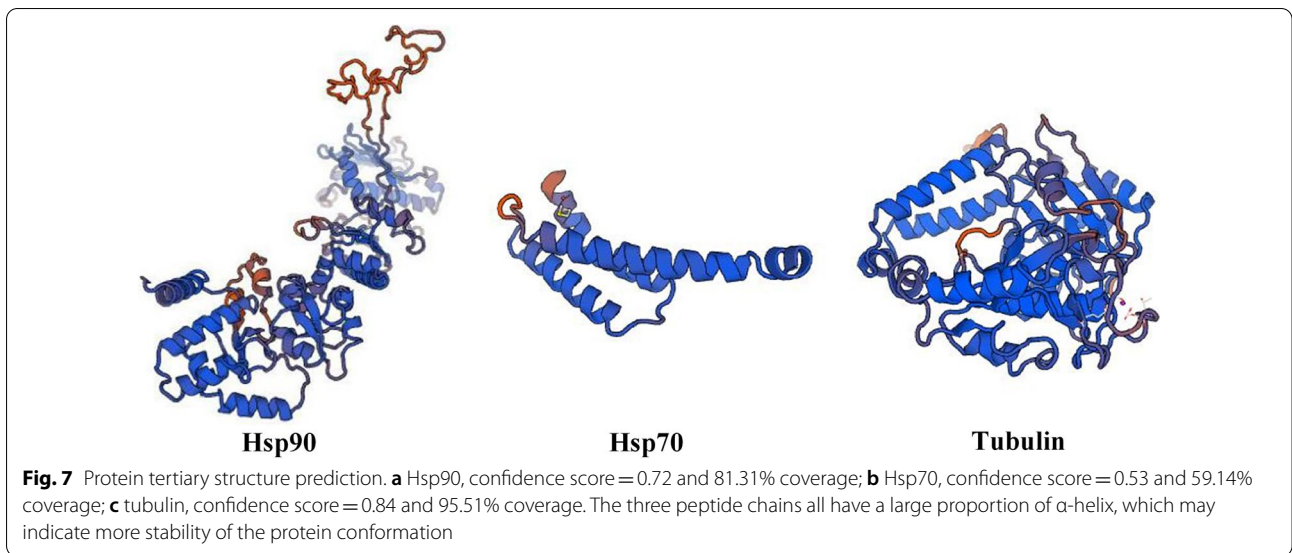 Hsp90 Hsp70 Tubulin
Fig. 7 Protein tertiary structure prediction. a Hsp90, confidence score = 0.72 and 81.31% coverage; b Hsp70, confidence score = 0.53 and 59.14%
coverage; c tubulin, confidence score = 0.84 and 95.51% coverage. The three peptide chains all have a large proportion of α-helix, which may
indicate more stability of the protein conformation